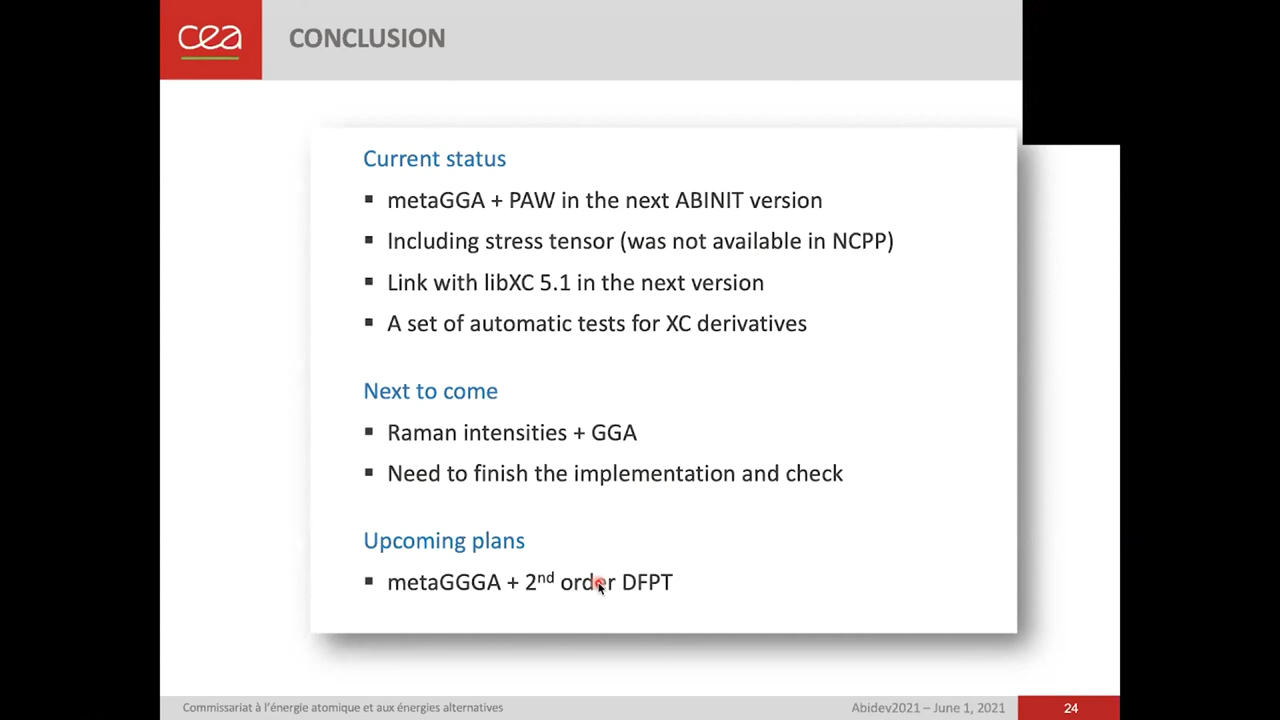 cea
CONCLUSION
Current status
▪ metaGGA + PAW in the next ABINIT version
▪ Including stress tensor (was not available in NCPP)
▪ Link with libXC 5.1 in the next version
▪ A set of automatic tests for XC derivatives
Next to come
▪ Raman intensities + GGA
▪ Need to finish the implementation and check
Upcoming plans
▪ metaGGGA + 2nd order DFPT
Commissariat à l'énergie atomique et aux énergies alternatives
Abidev2021 – June 1, 2021
24